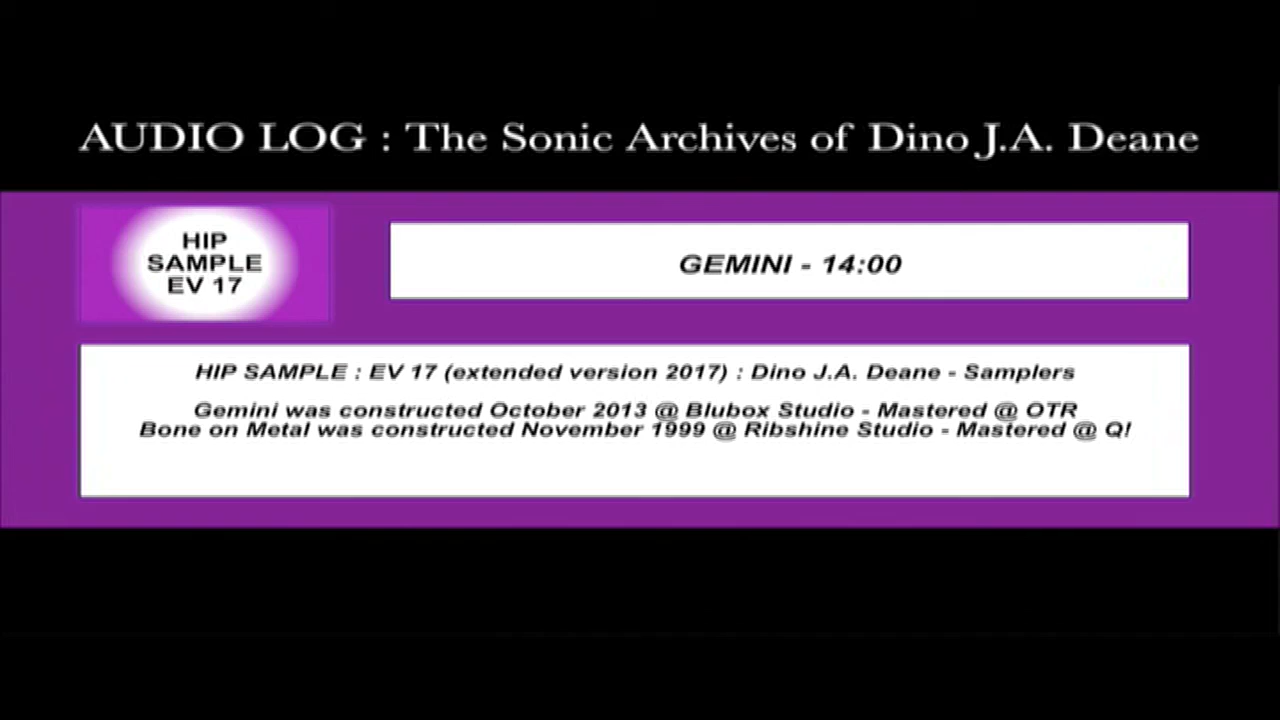 AUDIO LOG : The Sonic Archives of Dino J.A. Deane
HIP
SAMPLE
EV 17
GEMINI - 14:00
HIP SAMPLE : EV 17 (extended version 2017) : Dino J.A. Deane - Samplers
Gemini was constructed October 2013 @ Blubox Studio - Mastered @ OTR
Bone on Metal was constructed November 1999 @ Ribshine Studio - Mastered @ Q!